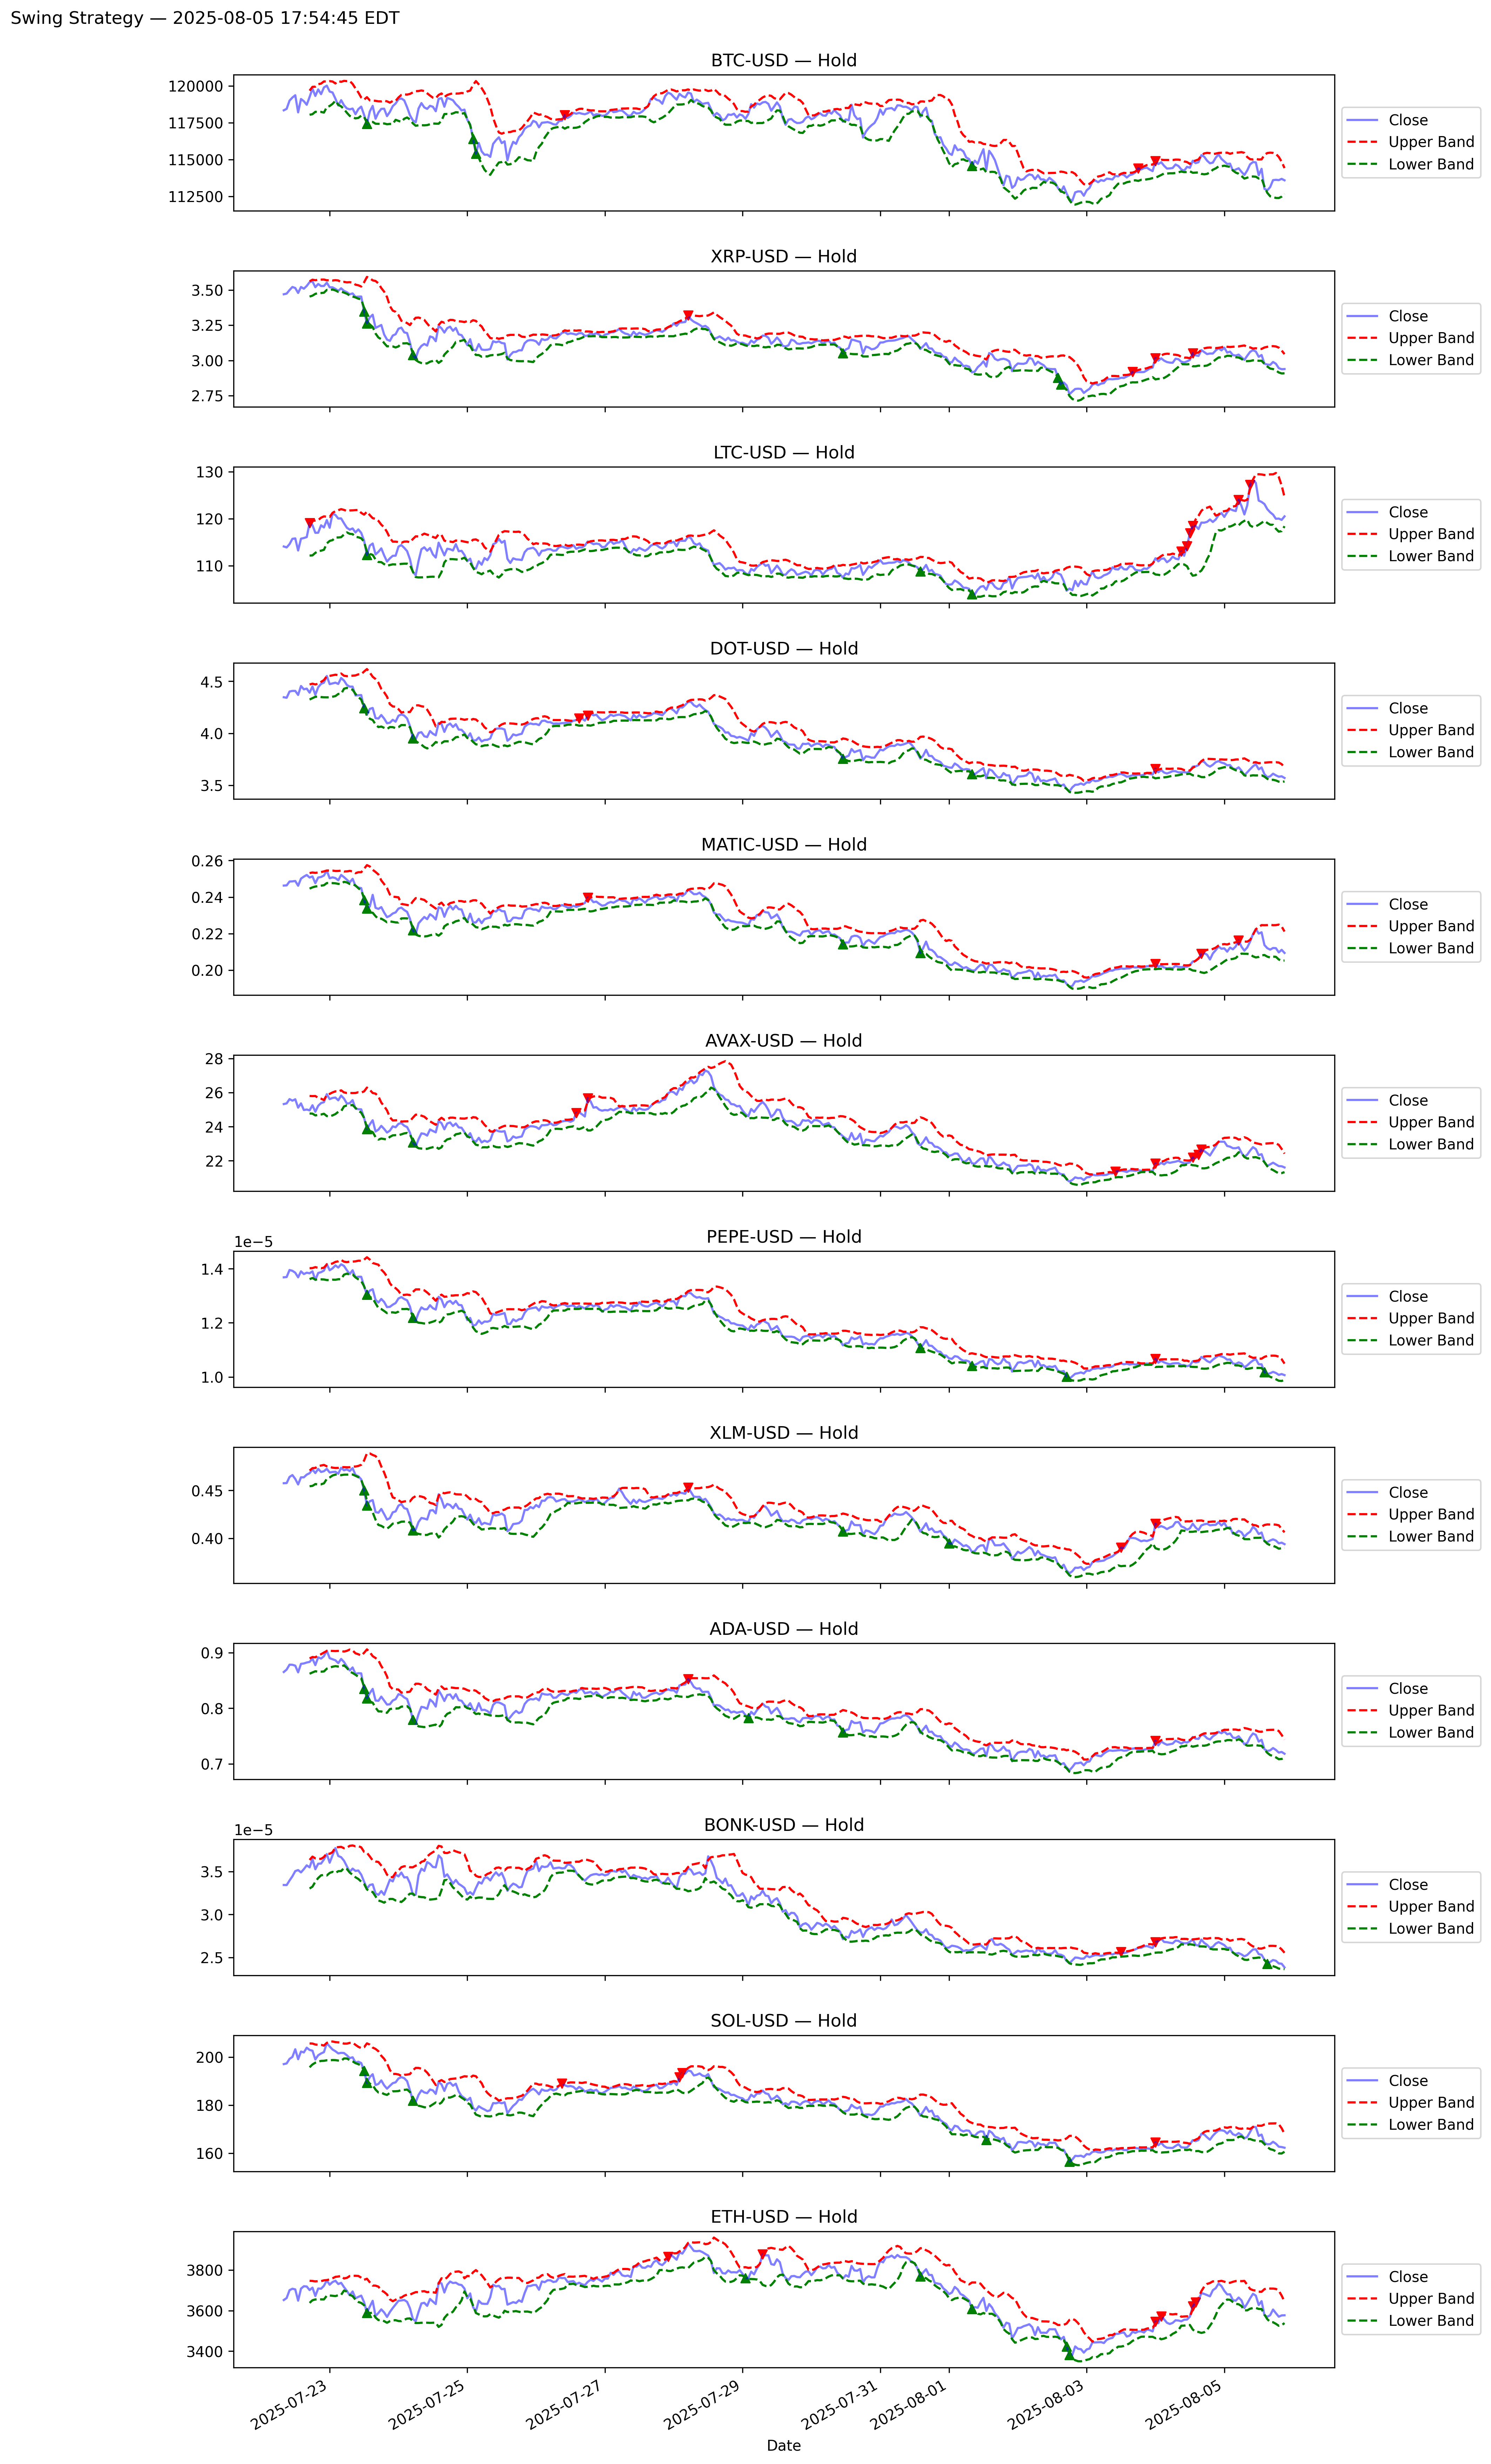 Swing Strategy — 2025-08-05 17:54:45 EDT
BTC-USD — Hold
120000
117500
115000
112500
Close
Upper Band
Lower Band
XRP-USD — Hold
3.50
3.25
3.00
2.75
Close
Upper Band
Lower Band
LTC-USD — Hold
130
120
110
Close
Upper Band
Lower Band
DOT-USD — Hold
4.5
4.0
3.5
Close
Upper Band
Lower Band
MATIC-USD — Hold
0.26
0.24
0.22
0.20
Close
Upper Band
Lower Band
AVAX-USD — Hold
28
26
24
22
Close
Upper Band
Lower Band
PEPE-USD — Hold
1e−5
1.4
1.2
1.0
Close
Upper Band
Lower Band
XLM-USD — Hold
0.45
0.40
Close
Upper Band
Lower Band
ADA-USD — Hold
0.9
0.8
0.7
Close
Upper Band
Lower Band
BONK-USD — Hold
1e−5
3.5
3.0
2.5
Close
Upper Band
Lower Band
SOL-USD — Hold
200
180
160
Close
Upper Band
Lower Band
ETH-USD — Hold
3800
3600
3400
Close
Upper Band
Lower Band
2025-07-23
2025-07-25
2025-07-27
2025-07-29
2025-07-31
2025-08-01
2025-08-03
2025-08-05
Date